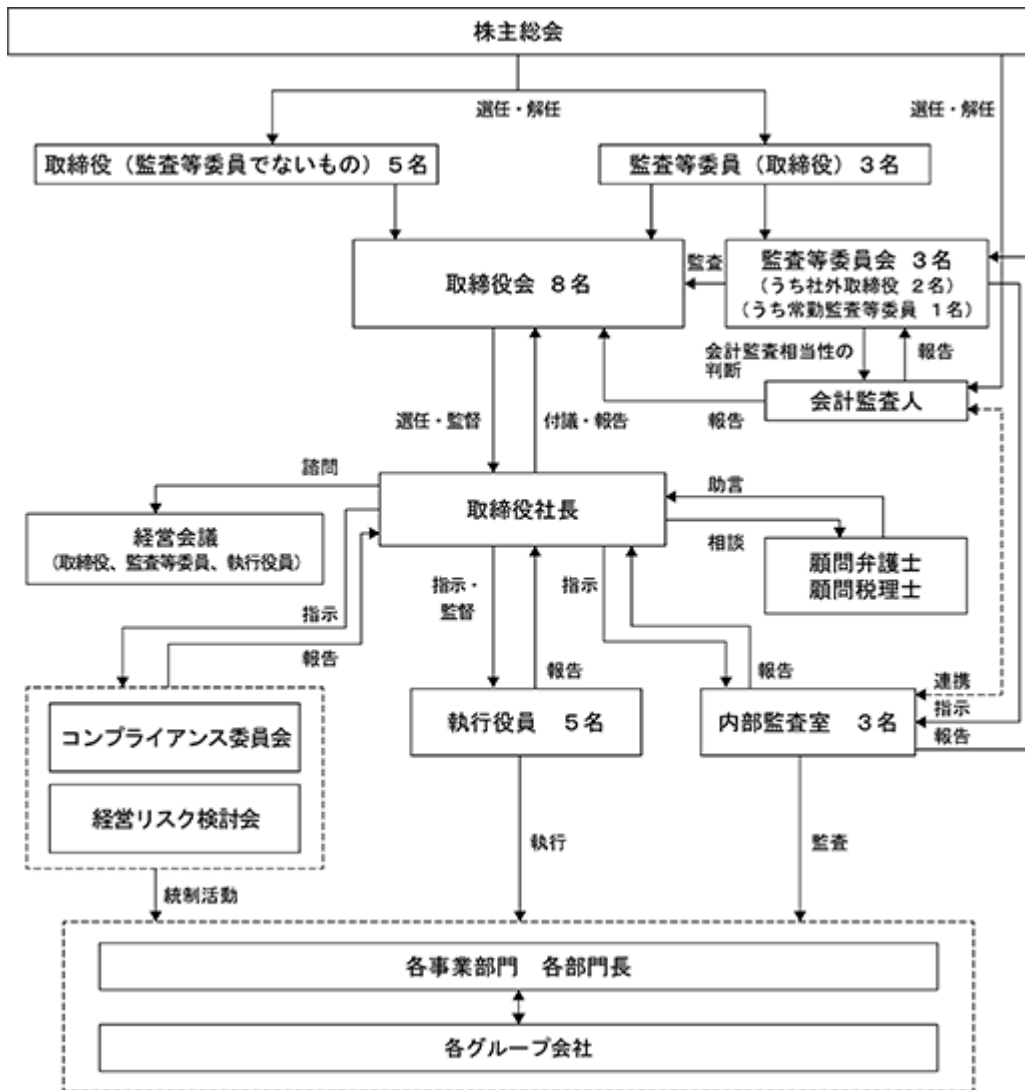 株主総会
選任・解任
選任・解任
取締役（監査等委員でないもの）５名
監査等委員（取締役）３名
取締役会 ８名
監査
監査等委員会 ３名
（うち社外取締役 ２名）
（うち常勤監査等委員 １名）
会計監査相当性の
判断
報告
会計監査人
報告
選任・監督
付議・報告
諮問
取締役社長
助言
相談
経営会議
（取締役、監査等委員、執行役員）
顧問弁護士
顧問税理士
指示
報告
指示・
監督
報告
指示
報告
連携
指示
報告
コンプライアンス委員会
経営リスク検討会
執行役員 ５名
内部監査室 ３名
統制活動
執行
監査
各事業部門 各部門長
各グループ会社